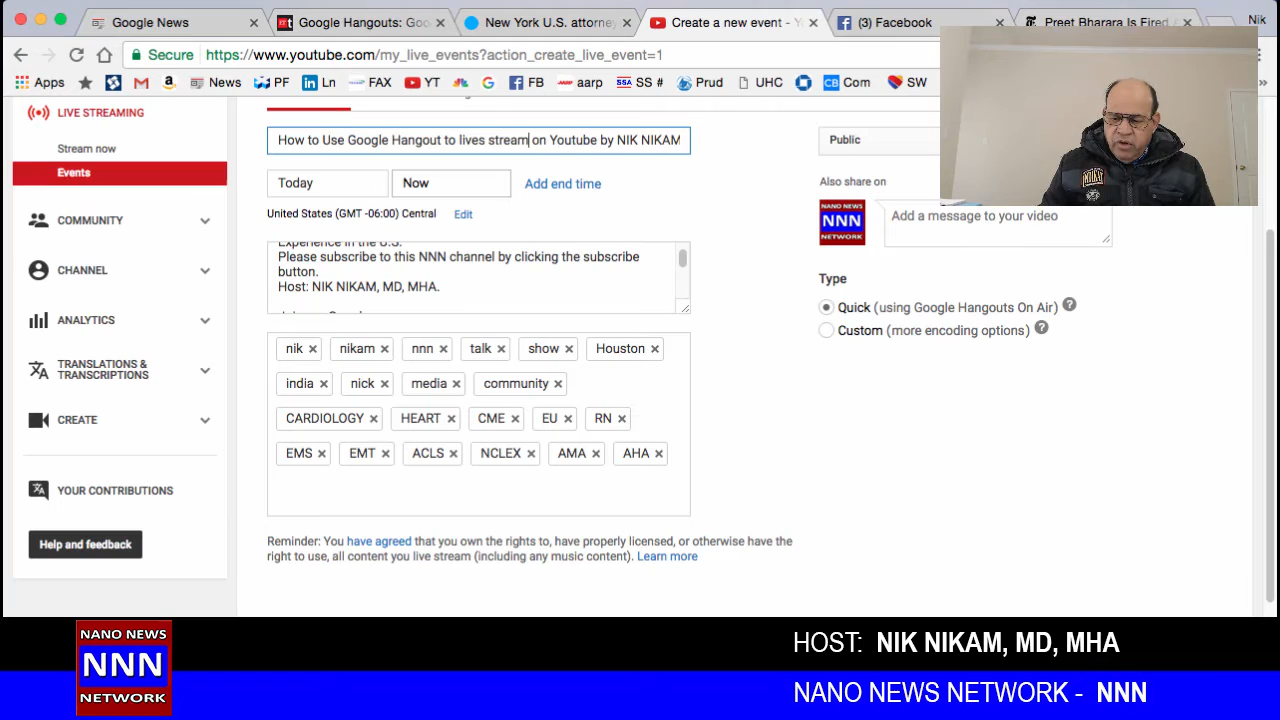 Google News
Google Hangouts: Go
New York U.S. attorney
Create a new event - Y
(3) Facebook
Preet Bharara Is Fired A
Nik
Secure
https://www.youtube.com/my_live_events?action_create_live_event=1
Apps
News
PF
Ln
FAX
YT
FB
aarp
SS #
Prud
UHC
Com
SW
»
LIVE STREAMING
Stream now
Events
COMMUNITY
CHANNEL
ANALYTICS
TRANSLATIONS &
TRANSCRIPTIONS
CREATE
YOUR CONTRIBUTIONS
Help and feedback
How to Use Google Hangout to lives stream on Youtube by NIK NIKAM
Today
Now
Add end time
United States (GMT -06:00) Central
Edit
Experience in the U.S.
Please subscribe to this NNN channel by clicking the subscribe
button.
Host: NIK NIKAM, MD, MHA.
nik × nikam × nnn × talk × show × Houston ×
india × nick × media × community ×
CARDIOLOGY × HEART × CME × EU × RN ×
EMS × EMT × ACLS × NCLEX × AMA × AHA ×
Reminder: You have agreed that you own the rights to, have properly licensed, or otherwise have the
right to use, all content you live stream (including any music content). Learn more
Public
Also share on
NANO NEWS
NNN
NETWORK
Add a message to your video
Type
Quick (using Google Hangouts On Air) ?
Custom (more encoding options) ?
NANO NEWS
NNN
NETWORK
HOST: NIK NIKAM, MD, MHA
NANO NEWS NETWORK - NNN